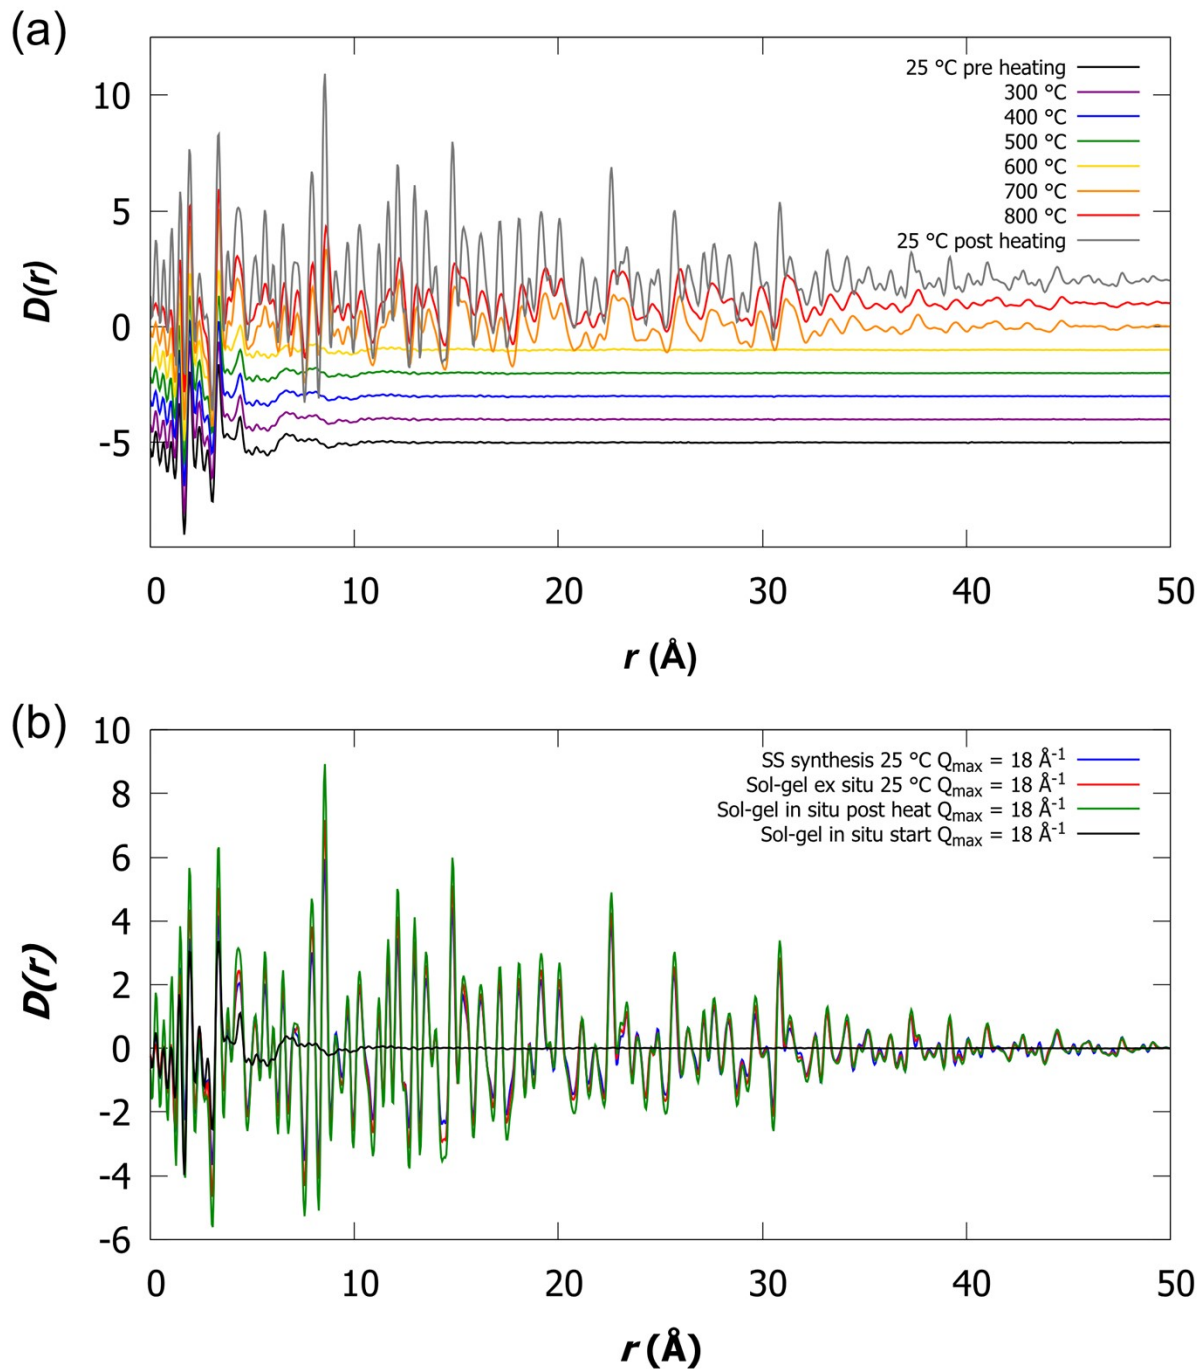 (a)
10
5
0
-5
D(r)
25 °C pre heating
300 °C
400 °C
500 °C
600 °C
700 °C
800 °C
25 °C post heating
0 10 20 30 40 50
r (Å)
(b)
10
8
6
4
2
0
-2
-4
-6
D(r)
SS synthesis 25 °C Qmax = 18 Å-1
Sol-gel ex situ 25 °C Qmax = 18 Å-1
Sol-gel in situ post heat Qmax = 18 Å-1
Sol-gel in situ start Qmax = 18 Å-1
0 10 20 30 40 50
r (Å)